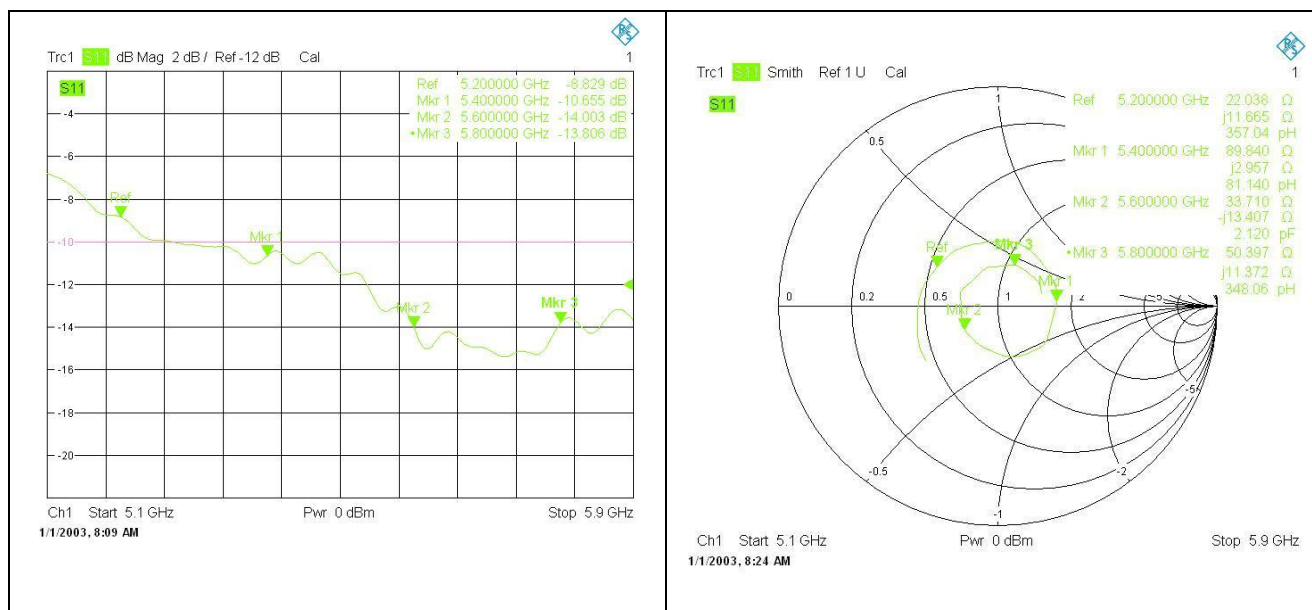 Trc1 S11 dB Mag 2 dB / Ref -12 dB Cal
1
S11
Ref 5.200000 GHz -8.829 dB
Mkr 1 5.400000 GHz -10.655 dB
Mkr 2 5.600000 GHz -14.003 dB
•Mkr 3 5.800000 GHz -13.806 dB
-4
-6
-8
-10
-12
-14
-16
-18
-20
Ref
Mkr 1
Mkr 2
Mkr 3
Ch1 Start 5.1 GHz Pwr 0 dBm Stop 5.9 GHz
1/1/2003, 8:09 AM
Trc1 S11 Smith Ref 1 U Cal
1
S11
Ref 5.200000 GHz 22.038 Ω
j11.665 Ω
357.04 pH
Mkr 1 5.400000 GHz 89.840 Ω
j2.957 Ω
81.140 pH
Mkr 2 5.600000 GHz 33.710 Ω
-j13.407 Ω
2.120 pF
•Mkr 3 5.800000 GHz 50.397 Ω
j11.372 Ω
348.06 pH
1
0.5
Ref
Mkr 3
Mkr 1
0 0.2 0.5 1 2 5
Mkr 2
-5
-0.5
-2
-1
Ch1 Start 5.1 GHz Pwr 0 dBm Stop 5.9 GHz
1/1/2003, 8:24 AM